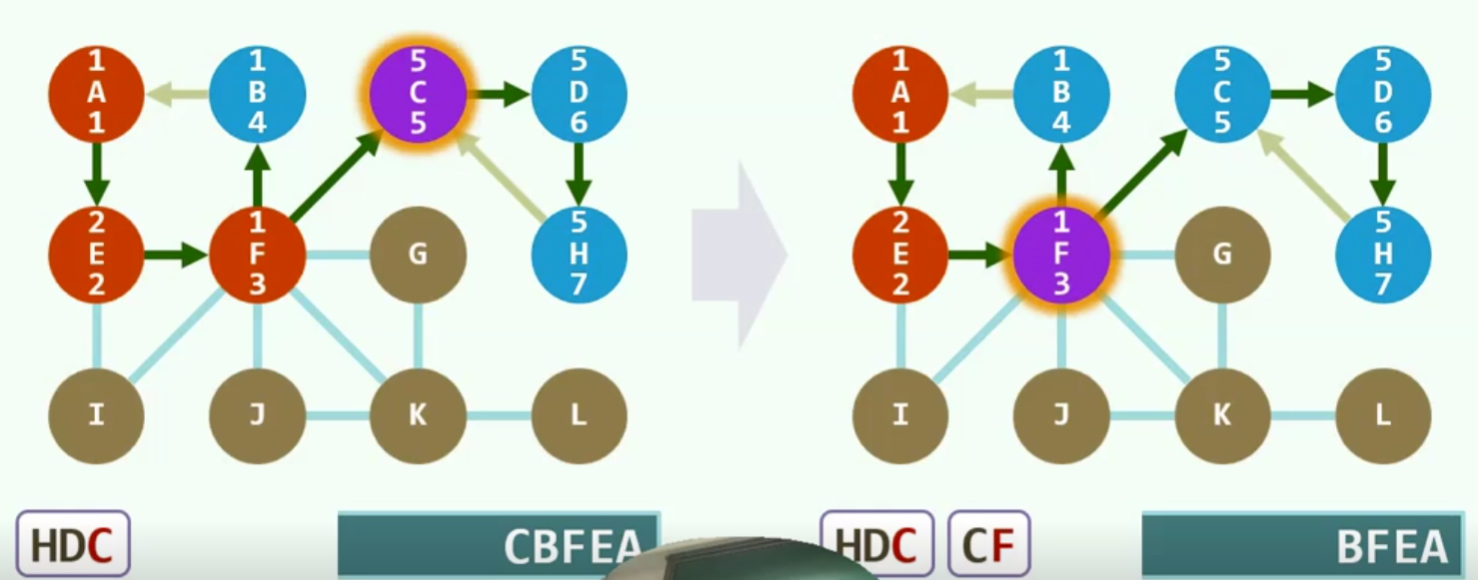 1 1 5 5
A B C D
1 4 5 6
2 1 5
E F G H
2 3 7
I J K L
HDC CBFEA
1 1 5 5
A B C D
1 4 5 6
2 1 5
E F G H
2 3 7
I J K L
HDC CF BFEA